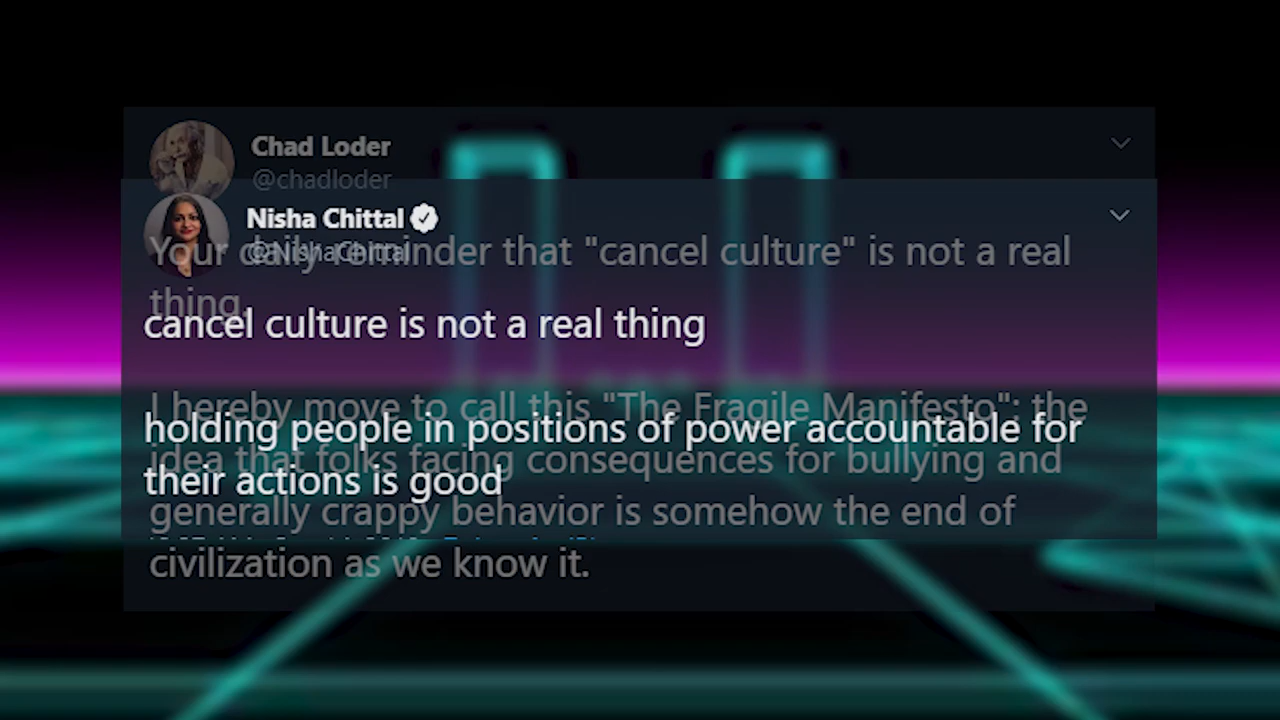 Chad Loder
@chadloder
Nisha Chittal
@NishaChittal
Your daily reminder that "cancel culture" is not a real
thing.
cancel culture is not a real thing
I hereby move to call this "The Fragile Manifesto": the
holding people in positions of power accountable for
idea that folks facing consequences for bullying and
their actions is good
generally crappy behavior is somehow the end of
civilization as we know it.